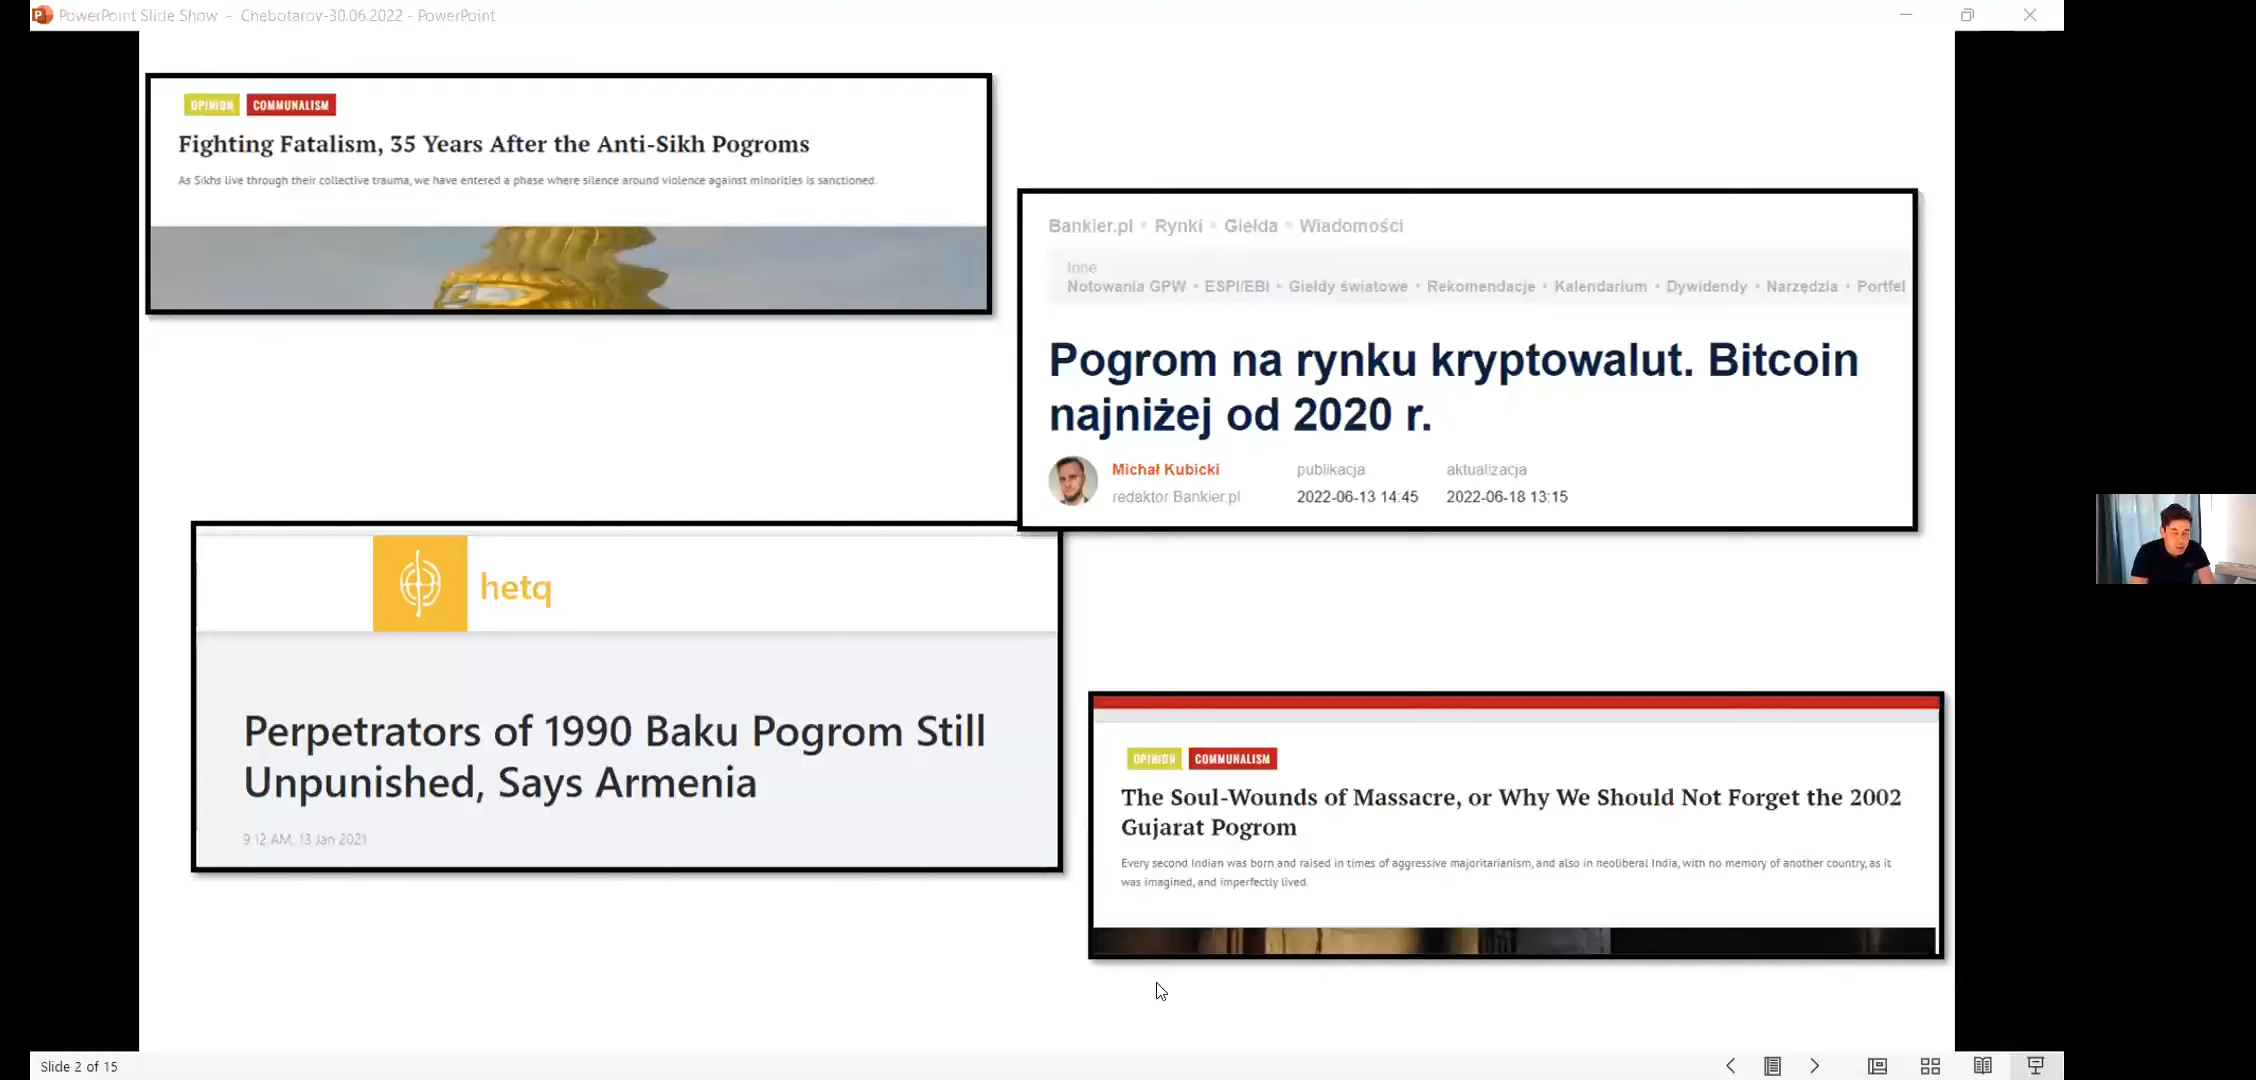 PowerPoint Slide Show - Chebotarov-30.06.2022 - PowerPoint
OPINION COMMUNALISM
Fighting Fatalism, 35 Years After the Anti-Sikh Pogroms
As Sikhs live through their collective trauma, we have entered a phase where silence around violence against minorities is sanctioned.
Bankier.pl • Rynki • Giełda • Wiadomości
Inne
Notowania GPW • ESPI/EBI • Giełdy światowe • Rekomendacje • Kalendarium • Dywidendy • Narzędzia • Portfel
Pogrom na rynku kryptowalut. Bitcoin
najniżej od 2020 r.
Michał Kubicki publikacja aktualizacja
redaktor Bankier.pl 2022-06-13 14:45 2022-06-18 13:15
hetq
Perpetrators of 1990 Baku Pogrom Still
Unpunished, Says Armenia
9:12 AM, 13 Jan 2021
OPINION COMMUNALISM
The Soul-Wounds of Massacre, or Why We Should Not Forget the 2002
Gujarat Pogrom
Every second Indian was born and raised in times of aggressive majoritarianism, and also in neoliberal India, with no memory of another country, as it
was imagined, and imperfectly lived.
Slide 2 of 15